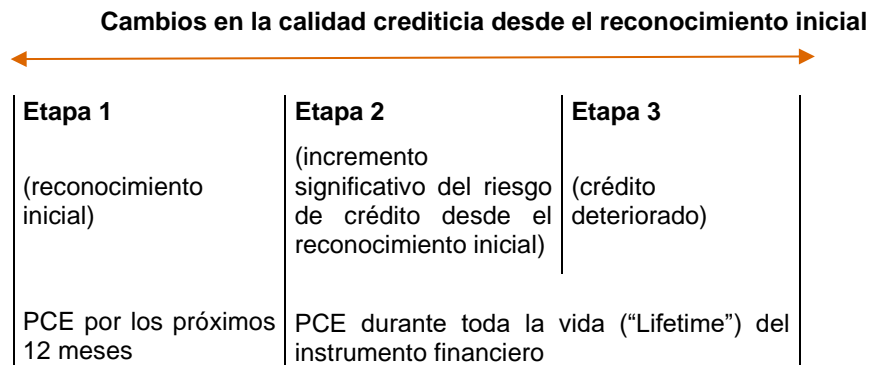 Cambios en la calidad crediticia desde el reconocimiento inicial
Etapa 1
(reconocimiento
inicial)
Etapa 2
(incremento
significativo del riesgo
de crédito desde el
reconocimiento inicial)
Etapa 3
(crédito
deteriorado)
PCE por los próximos
12 meses
PCE durante toda la vida (“Lifetime”) del
instrumento financiero